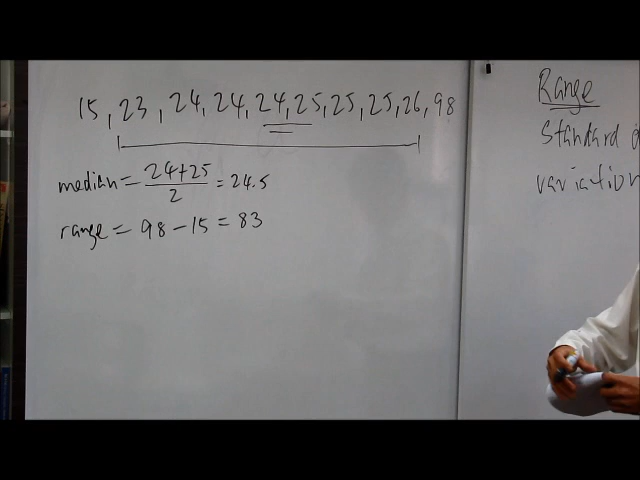 15, 23, 24, 24, 24, 25, 25, 25, 26, 98
median = 24+25 / 2 = 24.5
range = 98 - 15 = 83
Range
Standard
variation